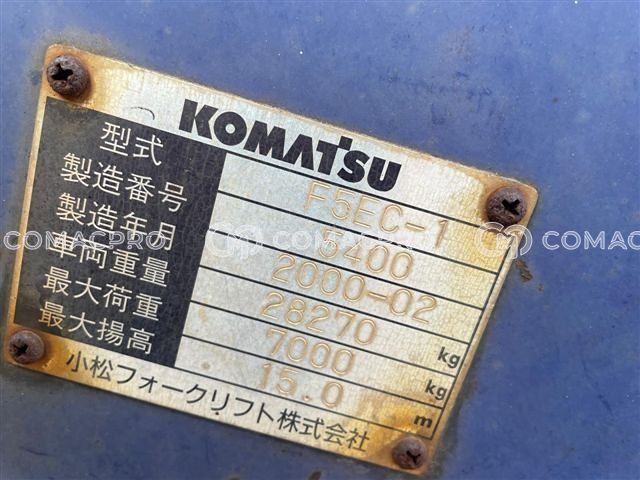 KOMATSU
型式 F5EC-1
製造番号 5400
製造年月 2000-02
車両重量 28270 kg
最大荷重 7000 kg
最大揚高 15.0 m
小松フォークリフト株式会社
COMACPRO COMACPRO COMACPRO